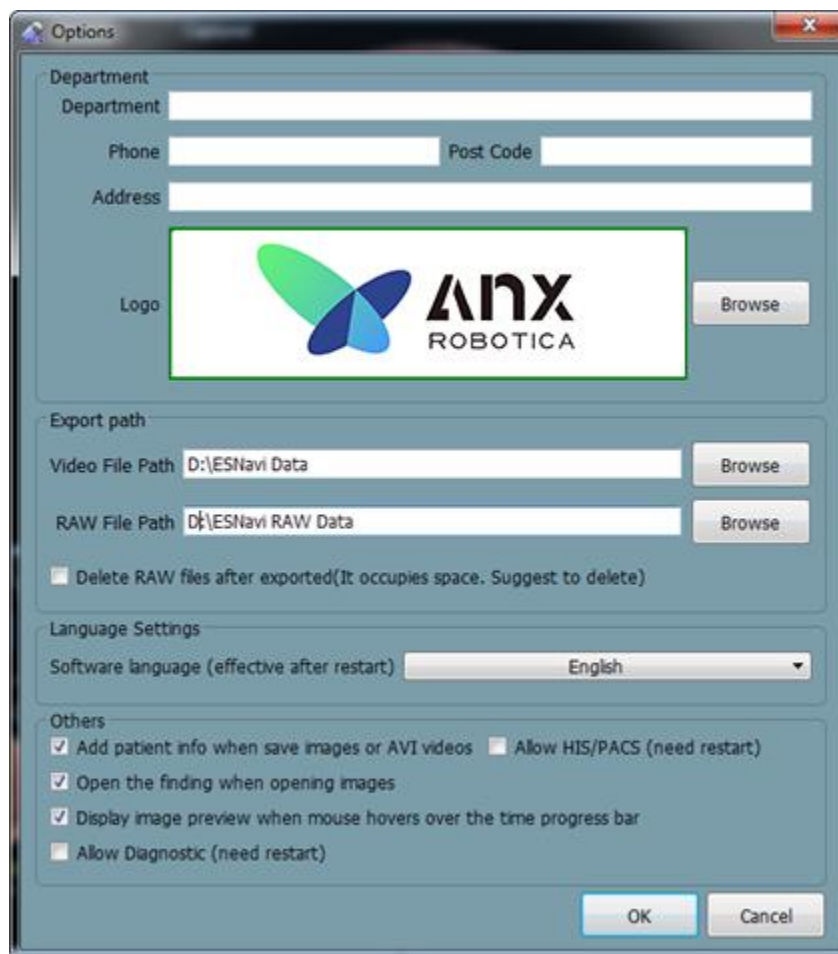 Options
Department
Department
Phone
Post Code
Address
Logo
ANX
ROBOTICA
Browse
Export path
Video File Path D:\ESNavi Data Browse
RAW File Path D:\ESNavi RAW Data Browse
Delete RAW files after exported(It occupies space. Suggest to delete)
Language Settings
Software language (effective after restart) English
Others
Add patient info when save images or AVI videos Allow HIS/PACS (need restart)
Open the finding when opening images
Display image preview when mouse hovers over the time progress bar
Allow Diagnostic (need restart)
OK Cancel